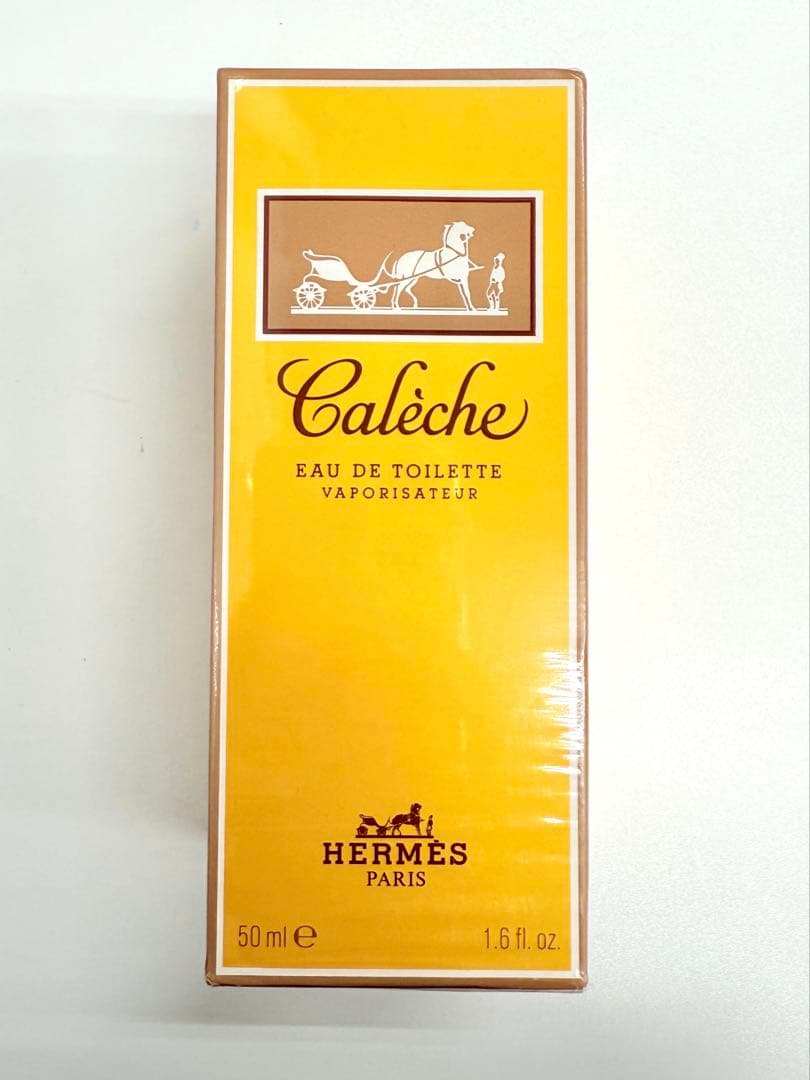 Calèche
EAU DE TOILETTE
VAPORISATEUR
HERMÈS
PARIS
50 ml ℮ 1.6 fl. oz.